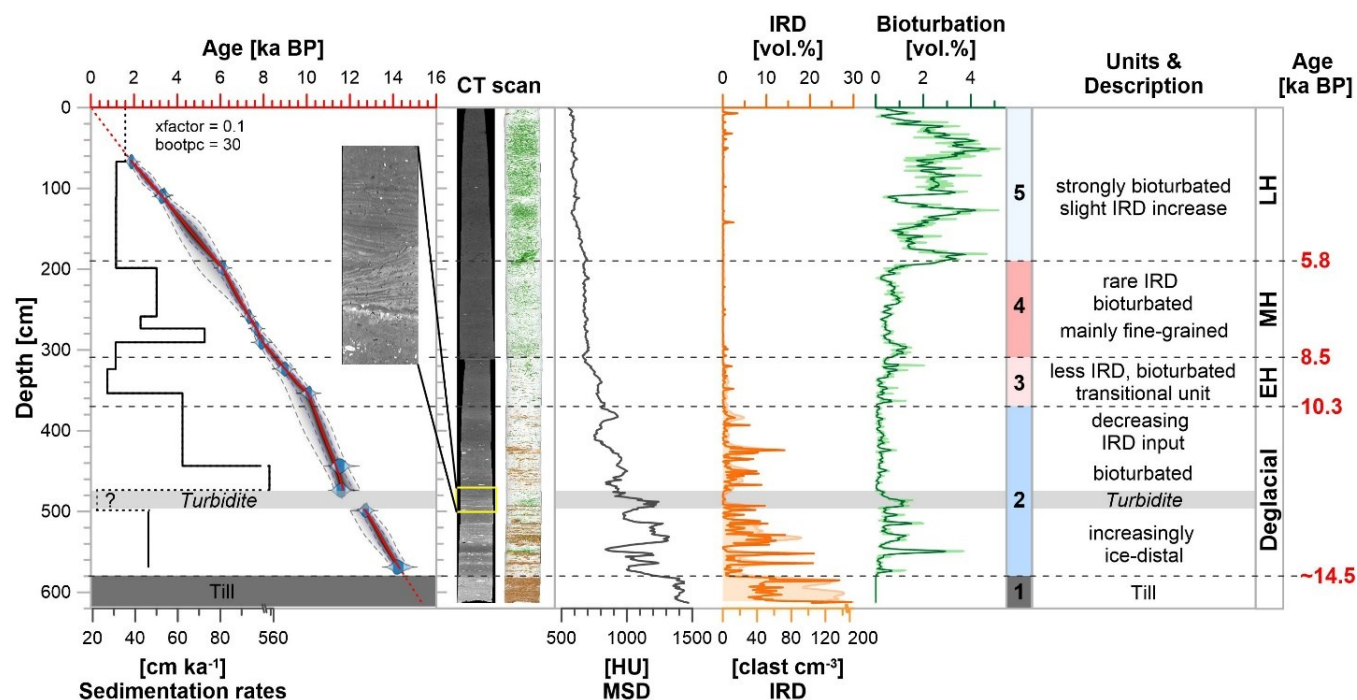 Age [ka BP]
0 2 4 6 8 10 12 14 16
CT scan
IRD
[vol.%]
0 10 20 30
Bioturbation
[vol.%]
0 2 4
Units &
Description
Age
[ka BP]
Depth [cm]
0
100
200
300
400
500
600
xfactor = 0.1
bootpc = 30
? Turbidite
Till
5
strongly bioturbated
slight IRD increase
LH
5.8
4
rare IRD
bioturbated
mainly fine-grained
MH
8.5
3
less IRD, bioturbated
transitional unit
EH
10.3
2
decreasing
IRD input
bioturbated
Turbidite
increasingly
ice-distal
Deglacial
~14.5
1
Till
20 40 60 80 560
[cm ka-1]
Sedimentation rates
500 1000 1500
[HU]
MSD
0 40 80 120 200
[clast cm-3]
IRD